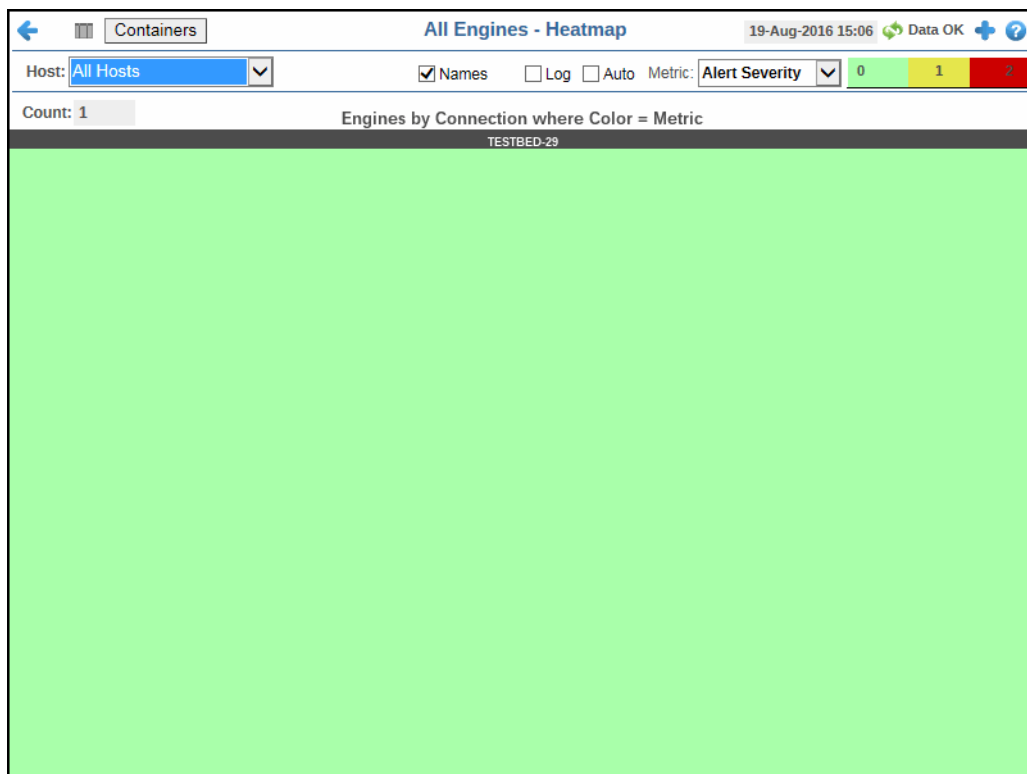 Containers All Engines - Heatmap 19-Aug-2016 15:06 Data OK ?
Host: All Hosts Names Log Auto Metric: Alert Severity 0 1 2
Count: 1 Engines by Connection where Color = Metric
TESTBED-29